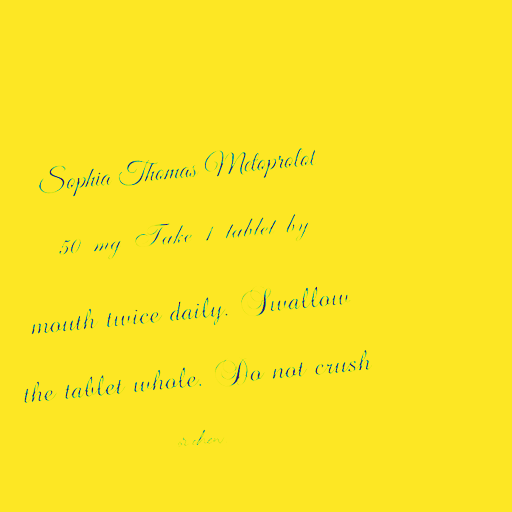 Sophia Thomas Metoprolol
50 mg Take 1 tablet by
mouth twice daily. Swallow
the tablet whole. Do not crush